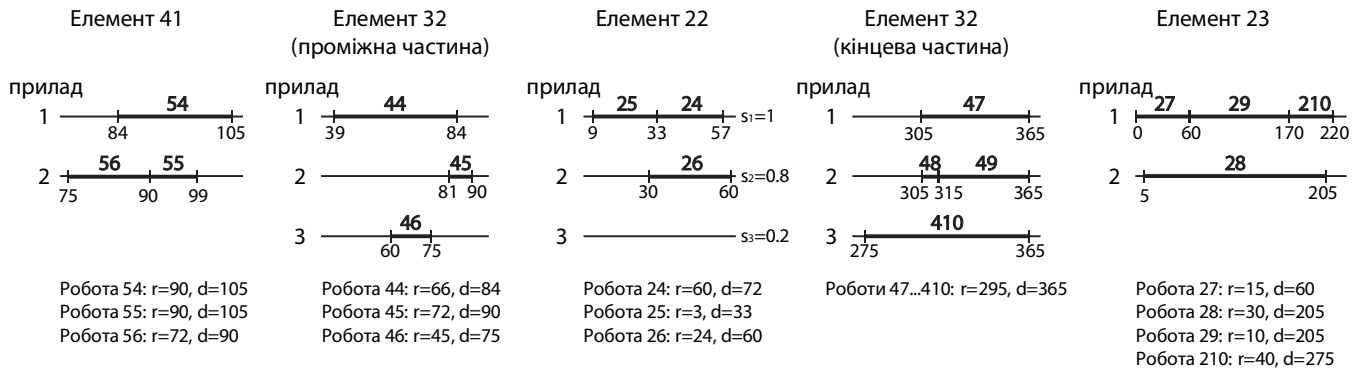 Елемент 41
прилад
54
1
84 105
56 55
2
75 90 99
Робота 54: r=90, d=105
Робота 55: r=90, d=105
Робота 56: r=72, d=90
Елемент 32
(проміжна частина)
прилад
44
1
39 84
45
2
81 90
46
3
60 75
Робота 44: r=66, d=84
Робота 45: r=72, d=90
Робота 46: r=45, d=75
Елемент 22
прилад
25 24
1 s₁=1
9 33 57
26
2 s₂=0.8
30 60
3 s₃=0.2
Робота 24: r=60, d=72
Робота 25: r=3, d=33
Робота 26: r=24, d=60
Елемент 32
(кінцева частина)
прилад
47
1
305 365
48 49
2
305 315 365
410
3
275 365
Роботи 47...410: r=295, d=365
Елемент 23
прилад
27 29 210
1
0 60 170 220
28
2
5 205
Робота 27: r=15, d=60
Робота 28: r=30, d=205
Робота 29: r=10, d=205
Робота 210: r=40, d=275